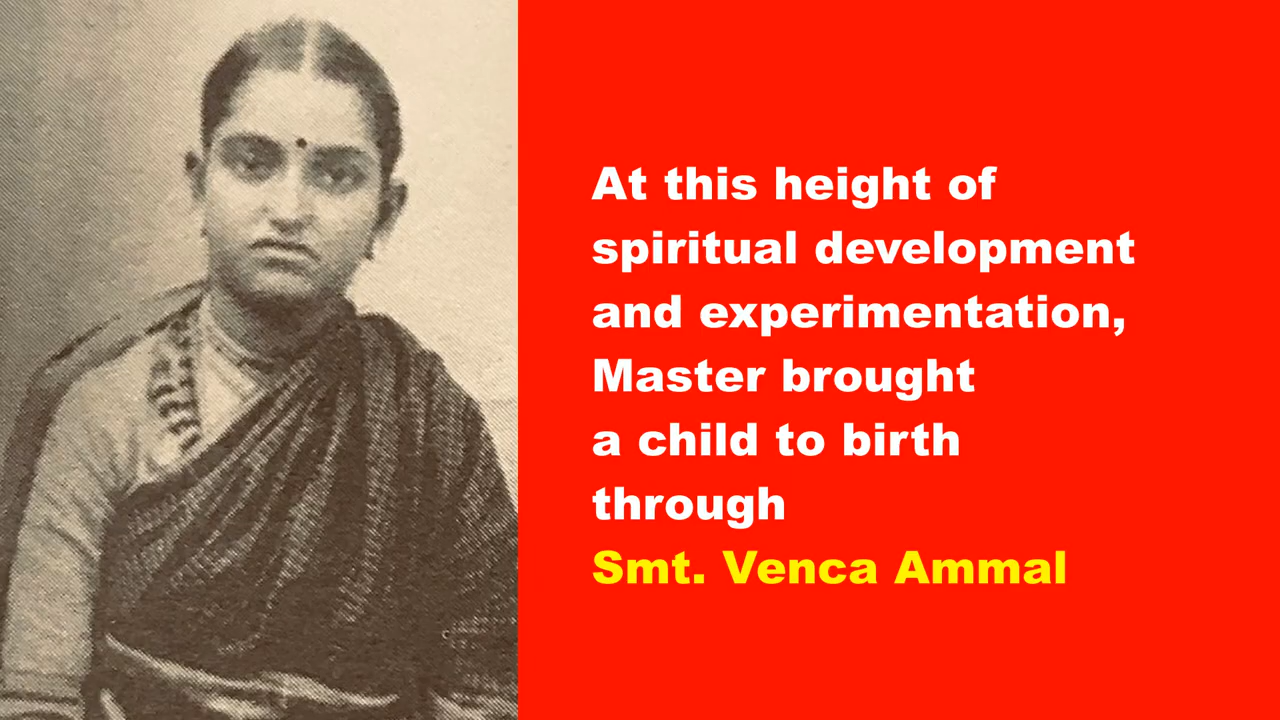 At this height of
spiritual development
and experimentation,
Master brought
a child to birth
through
Smt. Venca Ammal